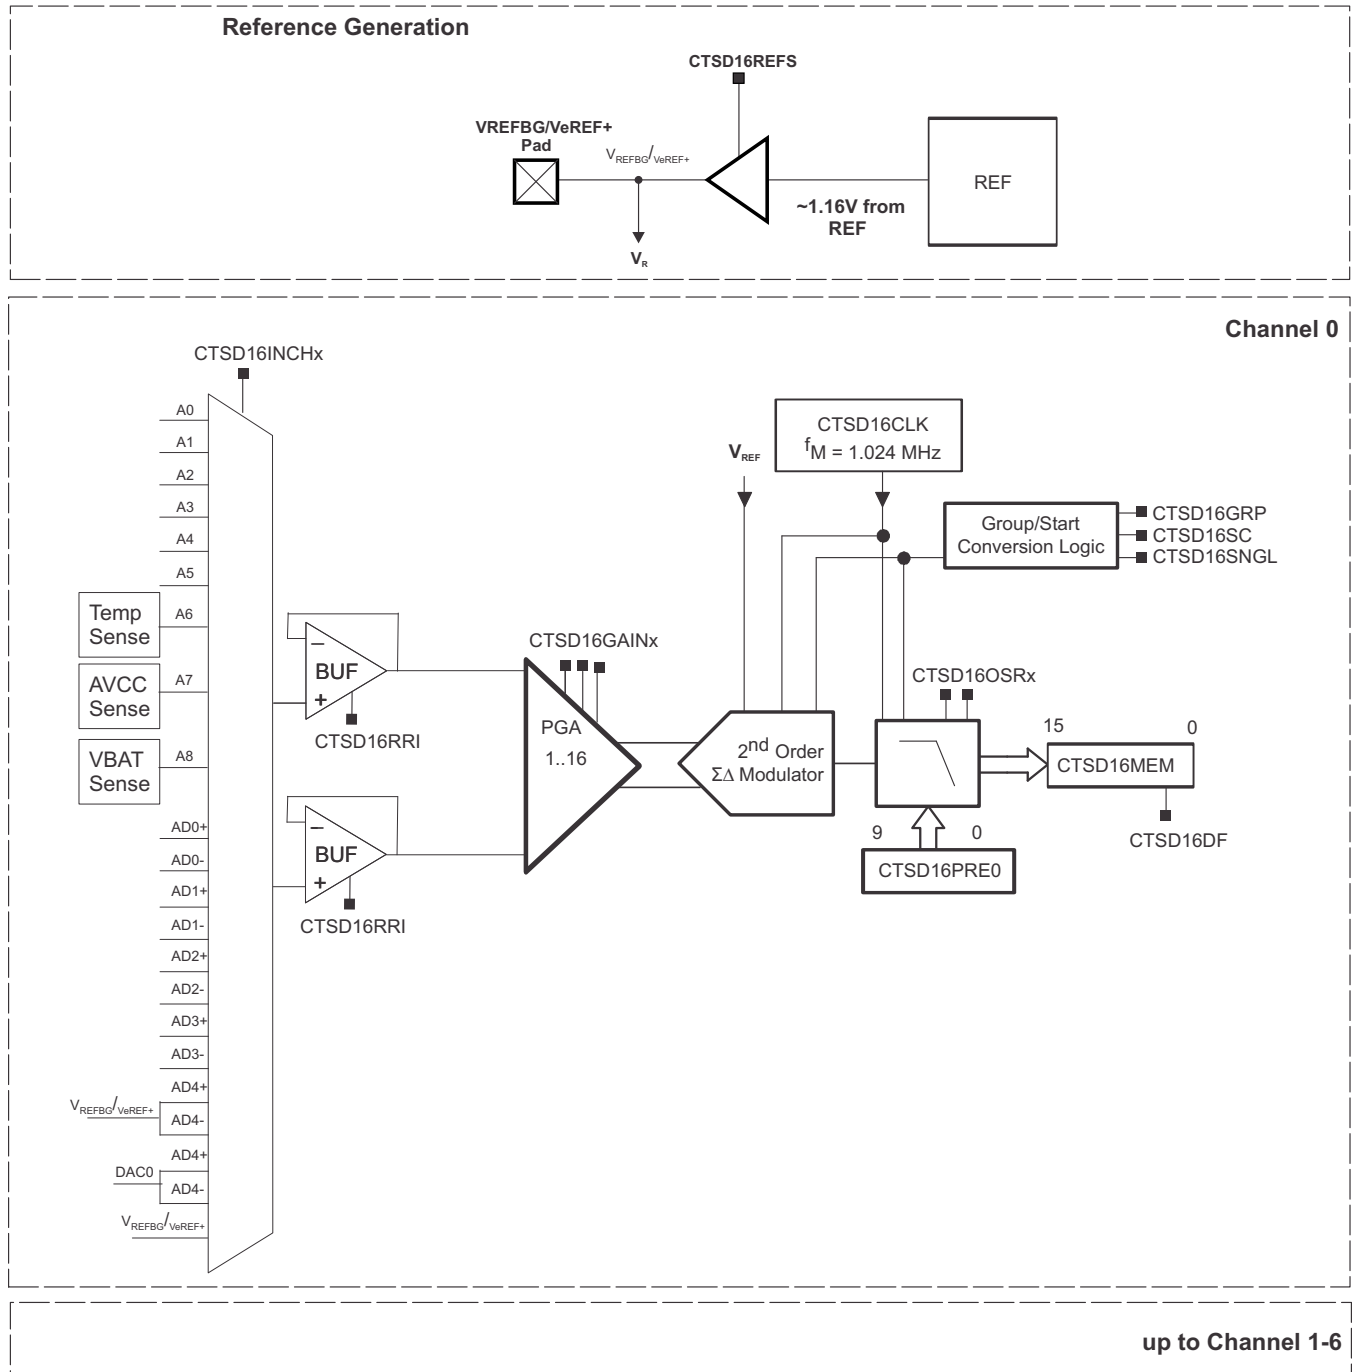 Reference Generation
CTSD16REFS
VREFBG/VeREF+
Pad
VREFBG/VeREF+
REF
~1.16V from
REF
VR
Channel 0
CTSD16INCHx
A0
A1
A2
A3
A4
A5
Temp
Sense
A6
AVCC
Sense
A7
VBAT
Sense
A8
AD0+
AD0-
AD1+
AD1-
AD2+
AD2-
AD3+
AD3-
AD4+
VREFBG/VeREF+
AD4-
AD4+
DAC0
AD4-
VREFBG/VeREF+
−
BUF
+
CTSD16RRI
−
BUF
+
CTSD16RRI
CTSD16GAINx
PGA
1..16
VREF
CTSD16CLK
fM = 1.024 MHz
Group/Start
Conversion Logic
CTSD16GRP
CTSD16SC
CTSD16SNGL
2nd Order
ΣΔ Modulator
CTSD16OSRx
15 0
CTSD16MEM
CTSD16DF
9 0
CTSD16PRE0
up to Channel 1-6